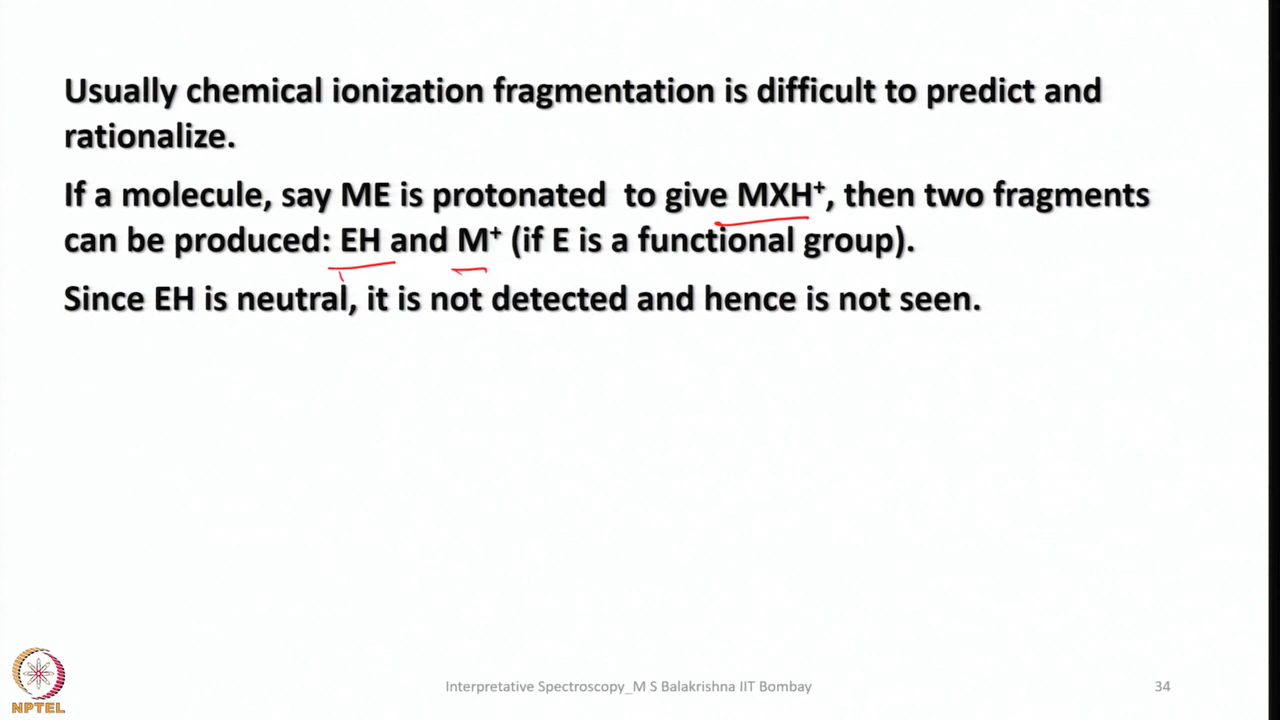 Usually chemical ionization fragmentation is difficult to predict and
rationalize.
If a molecule, say ME is protonated to give MXH⁺, then two fragments
can be produced: EH and M⁺ (if E is a functional group).
Since EH is neutral, it is not detected and hence is not seen.
NPTEL
Interpretative Spectroscopy_M S Balakrishna IIT Bombay
34